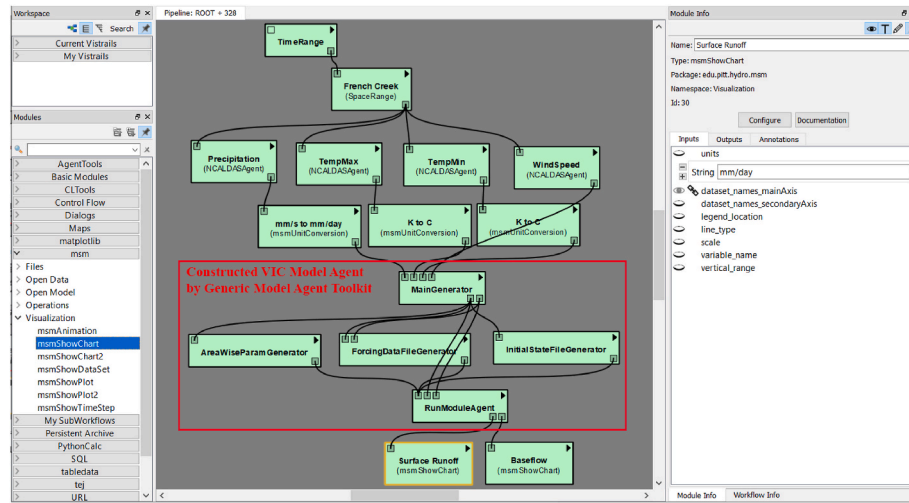 Workspace
Search
Current Vistrails
My Vistrails
Modules
AgentTools
Basic Modules
CLTools
Control Flow
Dialogs
Maps
matplotlib
msm
Files
Open Data
Open Model
Operations
Visualization
msmAnimation
msmShowChart
msmShowChart2
msmShowDataSet
msmShowPlot
msmShowPlot2
msmShowTimeStep
My SubWorkflows
Persistent Archive
PythonCalc
SQL
tabledata
tej
URL
Pipeline: ROOT + 328
TimeRange
French Creek
(SpaceRange)
Precipitation
(NCALDASAgent)
TempMax
(NCALDASAgent)
TempMin
(NCALDASAgent)
WindSpeed
(NCALDASAgent)
mm/s to mm/day
(msmUnitConversion)
K to C
(msmUnitConversion)
K to C
(msmUnitConversion)
Constructed VIC Model Agent
by Generic Model Agent Toolkit
MainGenerator
AreaWiseParamGenerator
ForcingDataFileGenerator
InitialStateFileGenerator
RunModuleAgent
Surface Runoff
(msmShowChart)
Baseflow
(msmShowChart)
Module Info
Name: Surface Runoff
Type: msmShowChart
Package: edu.pitt.hydro.msm
Namespace: Visualization
Id: 30
Configure Documentation
Inputs Outputs Annotations
units
String mm/day
dataset_names_mainAxis
dataset_names_secondaryAxis
legend_location
line_type
scale
variable_name
vertical_range
Module Info Workflow Info